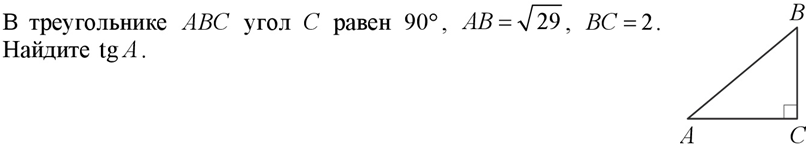 В треугольнике ABC угол C равен 90°, AB = √29, BC = 2.
Найдите tg A.
B
A
C